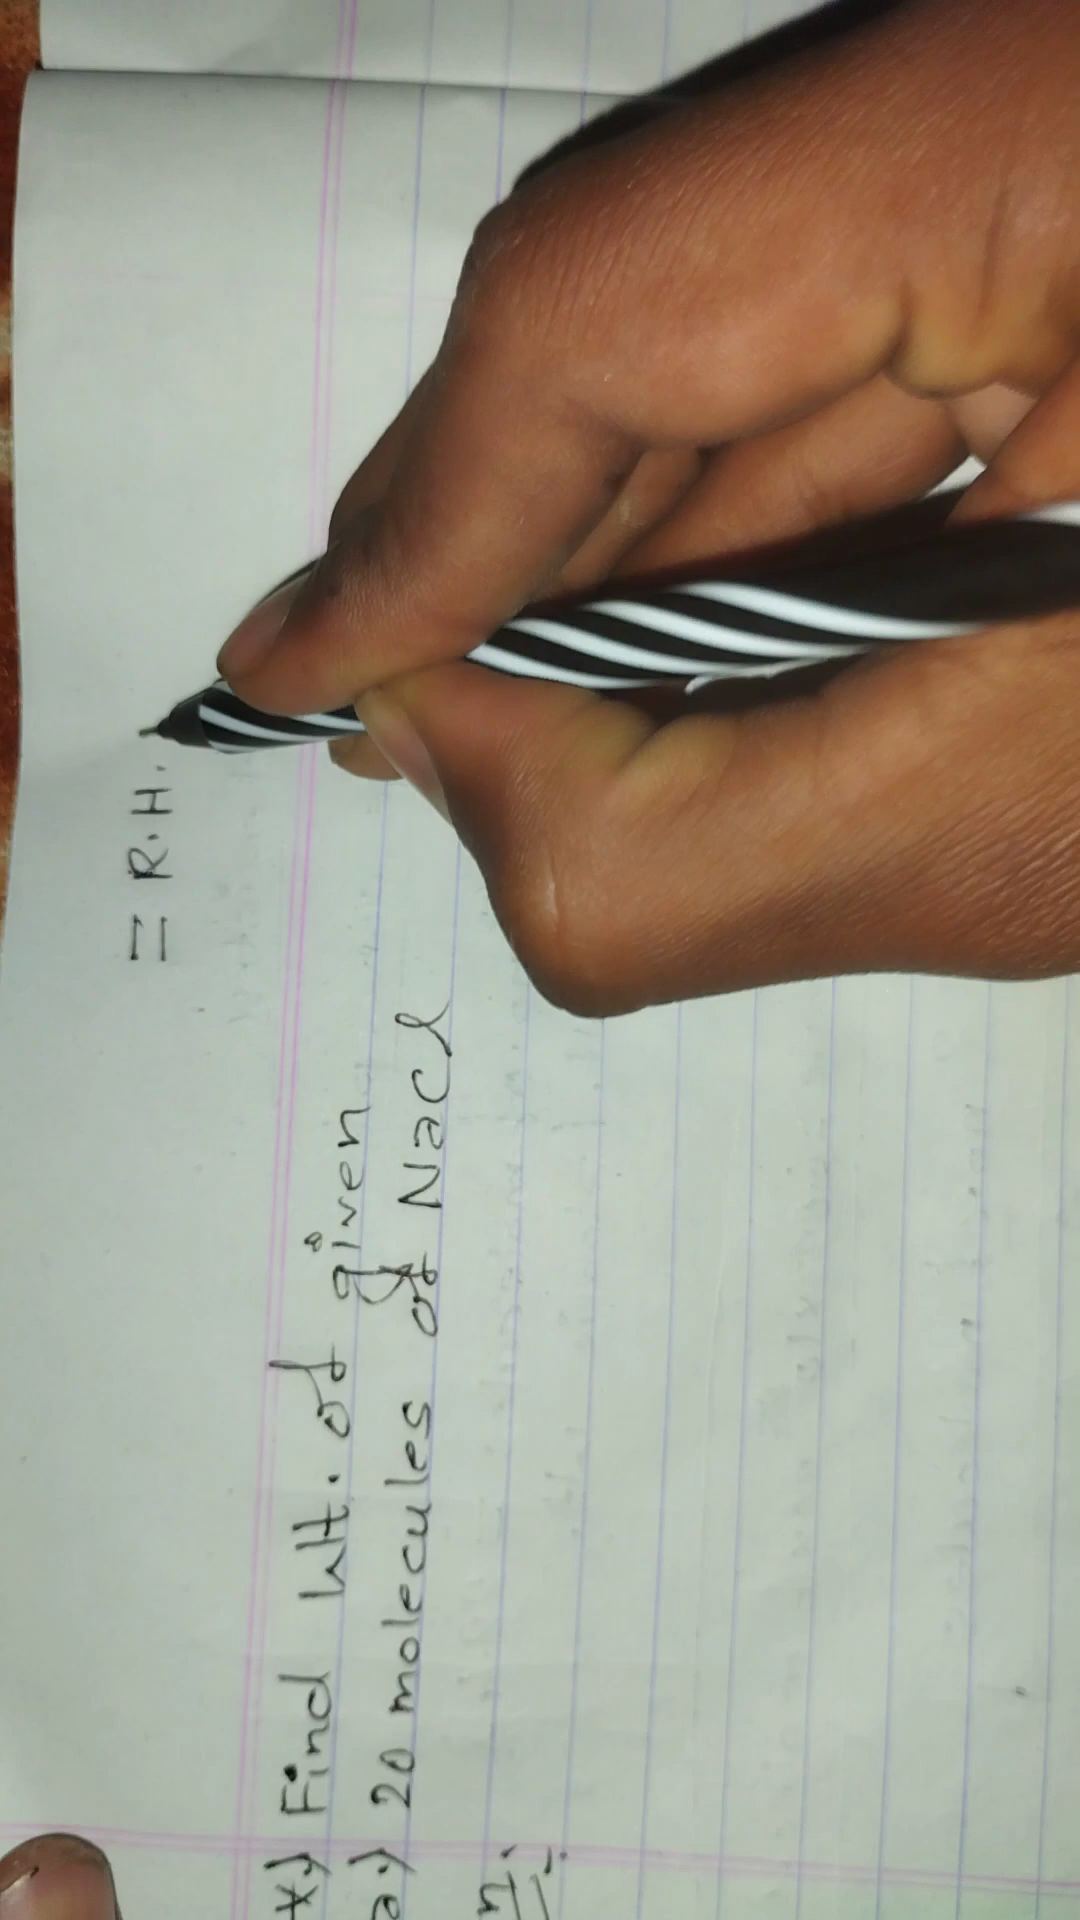 = R.H.
*) Find Wt. of given
a.) 20 molecules of NaCl